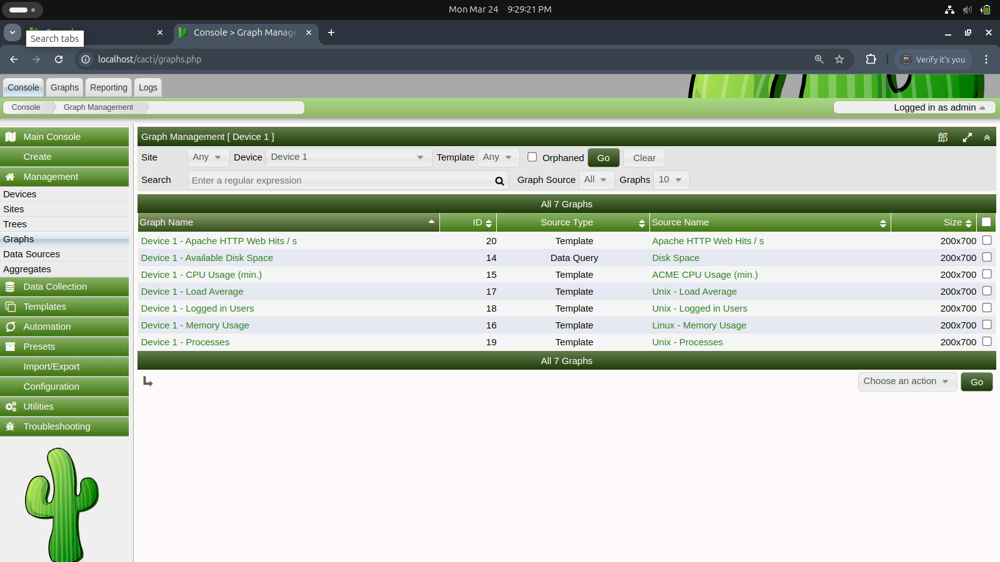 Mon Mar 24 9:29:21 PM
Search tabs
Console > Graph Manage
localhost/cacti/graphs.php
Verify it's you
Console Graphs Reporting Logs
Console Graph Management
Logged in as admin
Main Console
Create
Management
Devices
Sites
Trees
Graphs
Data Sources
Aggregates
Data Collection
Templates
Automation
Presets
Import/Export
Configuration
Utilities
Troubleshooting
Graph Management [ Device 1 ]
Site Any Device Device 1 Template Any Orphaned Go Clear
Search Enter a regular expression Graph Source All Graphs 10
All 7 Graphs
Graph Name ID Source Type Source Name Size
Device 1 - Apache HTTP Web Hits / s 20 Template Apache HTTP Web Hits / s 200x700
Device 1 - Available Disk Space 14 Data Query Disk Space 200x700
Device 1 - CPU Usage (min.) 15 Template ACME CPU Usage (min.) 200x700
Device 1 - Load Average 17 Template Unix - Load Average 200x700
Device 1 - Logged in Users 18 Template Unix - Logged in Users 200x700
Device 1 - Memory Usage 16 Template Linux - Memory Usage 200x700
Device 1 - Processes 19 Template Unix - Processes 200x700
All 7 Graphs
Choose an action Go